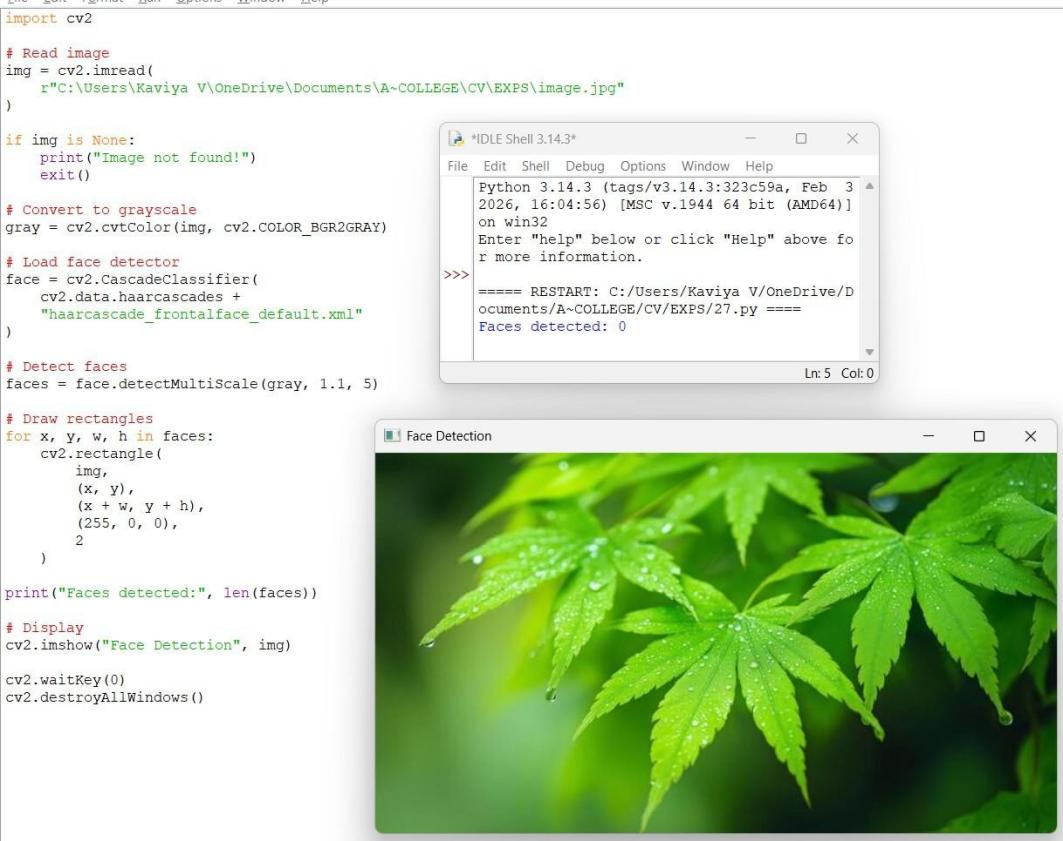 File Edit Format Run Options Window Help
import cv2
# Read image
img = cv2.imread(
    r"C:\Users\Kaviya V\OneDrive\Documents\A~COLLEGE\CV\EXPS\image.jpg"
)
if img is None:
    print("Image not found!")
    exit()
# Convert to grayscale
gray = cv2.cvtColor(img, cv2.COLOR_BGR2GRAY)
# Load face detector
face = cv2.CascadeClassifier(
    cv2.data.haarcascades +
    "haarcascade_frontalface_default.xml"
)
# Detect faces
faces = face.detectMultiScale(gray, 1.1, 5)
# Draw rectangles
for x, y, w, h in faces:
    cv2.rectangle(
        img,
        (x, y),
        (x + w, y + h),
        (255, 0, 0),
        2
    )
print("Faces detected:", len(faces))
# Display
cv2.imshow("Face Detection", img)
cv2.waitKey(0)
cv2.destroyAllWindows()
*IDLE Shell 3.14.3*
File Edit Shell Debug Options Window Help
Python 3.14.3 (tags/v3.14.3:323c59a, Feb  3
2026, 16:04:56) [MSC v.1944 64 bit (AMD64)]
on win32
Enter "help" below or click "Help" above fo
r more information.
>>>
===== RESTART: C:/Users/Kaviya V/OneDrive/D
ocuments/A~COLLEGE/CV/EXPS/27.py ====
Faces detected: 0
Ln: 5 Col: 0
Face Detection